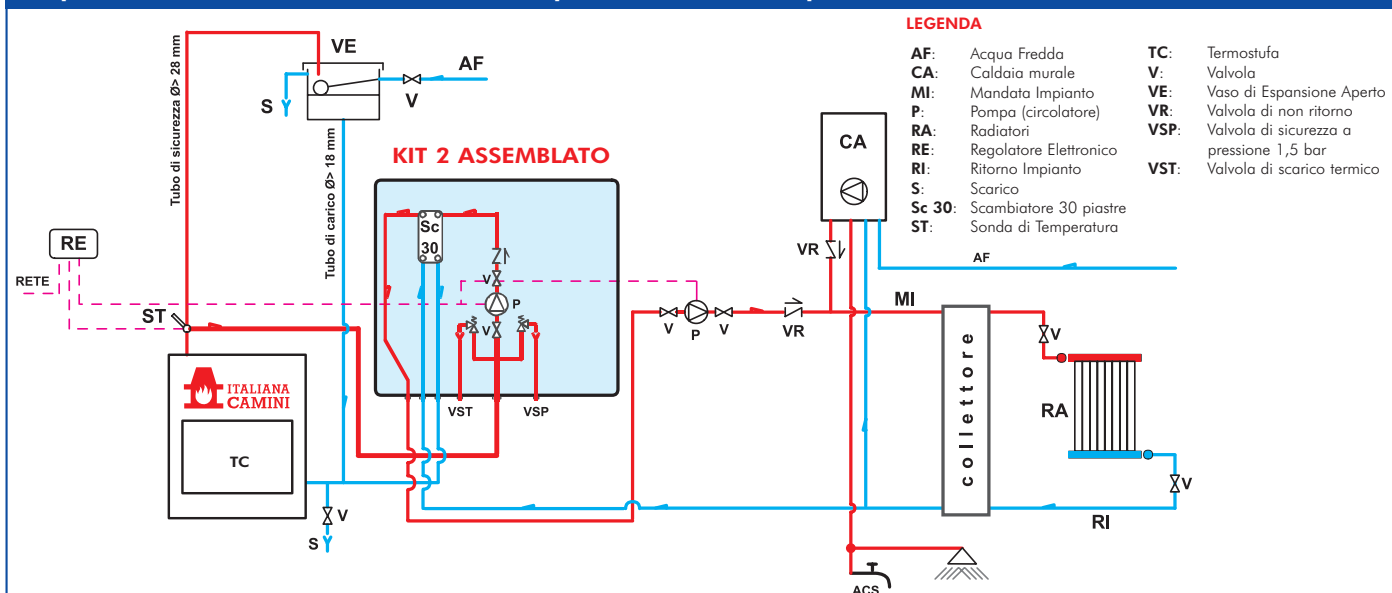 LEGENDA
AF: Acqua Fredda
CA: Caldaia murale
MI: Mandata Impianto
P: Pompa (circolatore)
RA: Radiatori
RE: Regolatore Elettronico
RI: Ritorno Impianto
S: Scarico
Sc 30: Scambiatore 30 piastre
ST: Sonda di Temperatura
TC: Termostufa
V: Valvola
VE: Vaso di Espansione Aperto
VR: Valvola di non ritorno
VSP: Valvola di sicurezza a
pressione 1,5 bar
VST: Valvola di scarico termico
Tubo di sicurezza Ø> 28 mm
VE
AF
S
V
Tubo di carico Ø> 18 mm
KIT 2 ASSEMBLATO
Sc
30
V
P
V
VST
VSP
RE
RETE
ST
ITALIANA
CAMINI
TC
V
S
CA
VR
AF
V
P
V
VR
MI
collettore
V
RA
V
RI
ACS